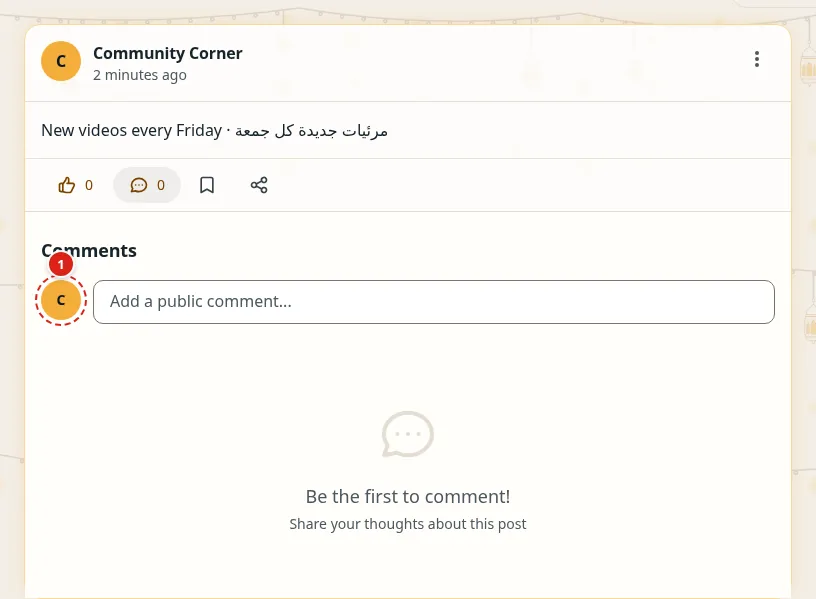 C
Community Corner
2 minutes ago
New videos every Friday · مرئيات جديدة كل جمعة
0
0
Comments
1
C
Add a public comment...
Be the first to comment!
Share your thoughts about this post